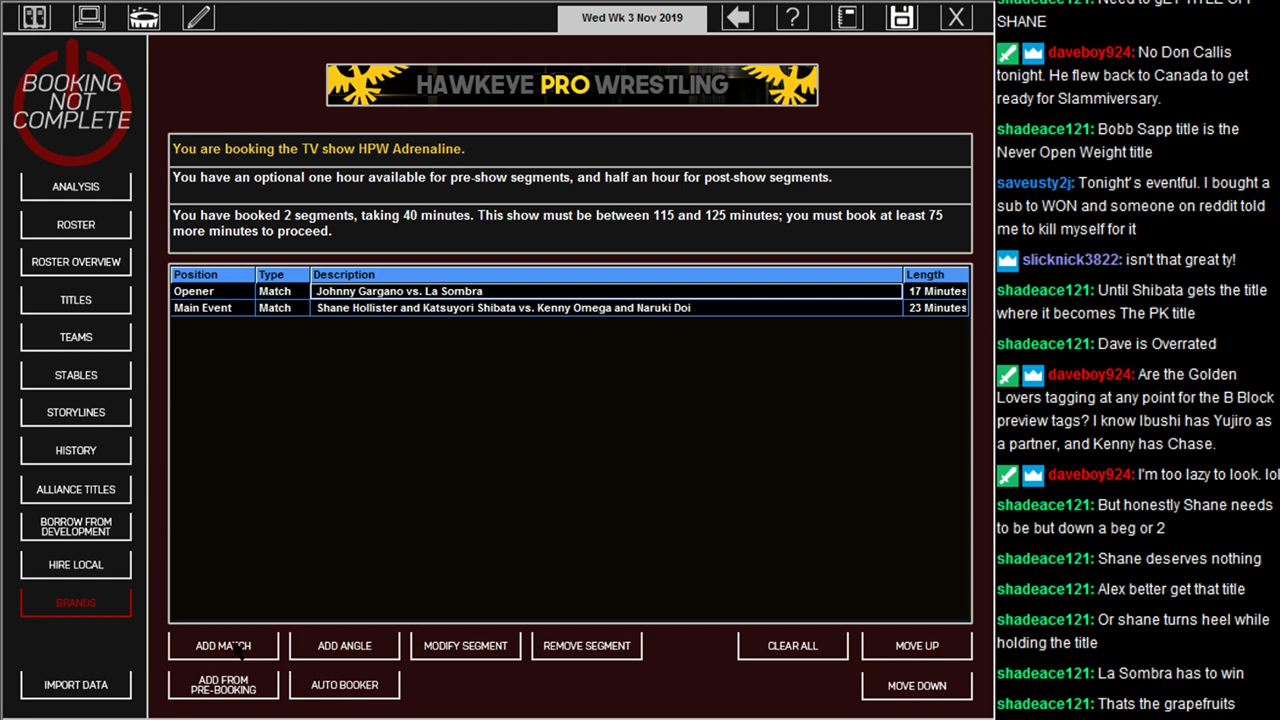 Wed Wk 3 Nov 2019
?
X
BOOKING
NOT
COMPLETE
ANALYSIS
ROSTER
ROSTER OVERVIEW
TITLES
TEAMS
STABLES
STORYLINES
HISTORY
ALLIANCE TITLES
BORROW FROM
DEVELOPMENT
HIRE LOCAL
BRANDS
IMPORT DATA
HAWKEYE PRO WRESTLING
You are booking the TV show HPW Adrenaline.
You have an optional one hour available for pre-show segments, and half an hour for post-show segments.
You have booked 2 segments, taking 40 minutes. This show must be between 115 and 125 minutes; you must book at least 75
more minutes to proceed.
Position Type Description Length
Opener Match Johnny Gargano vs. La Sombra 17 Minutes
Main Event Match Shane Hollister and Katsuyori Shibata vs. Kenny Omega and Naruki Doi 23 Minutes
ADD MATCH
ADD ANGLE
MODIFY SEGMENT
REMOVE SEGMENT
CLEAR ALL
MOVE UP
ADD FROM
PRE-BOOKING
AUTO BOOKER
MOVE DOWN
shadeace121: Need to gET TITLE OFF
SHANE
daveboy924: No Don Callis
tonight. He flew back to Canada to get
ready for Slammiversary.
shadeace121: Bobb Sapp title is the
Never Open Weight title
saveusty2j: Tonight's eventful. I bought a
sub to WON and someone on reddit told
me to kill myself for it
slicknick3822: isn't that great ty!
shadeace121: Until Shibata gets the title
where it becomes The PK title
shadeace121: Dave is Overrated
daveboy924: Are the Golden
Lovers tagging at any point for the B Block
preview tags? I know Ibushi has Yujiro as
a partner, and Kenny has Chase.
daveboy924: I'm too lazy to look. lol
shadeace121: But honestly Shane needs
to be but down a beg or 2
shadeace121: Shane deserves nothing
shadeace121: Alex better get that title
shadeace121: Or shane turns heel while
holding the title
shadeace121: La Sombra has to win
shadeace121: Thats the grapefruits